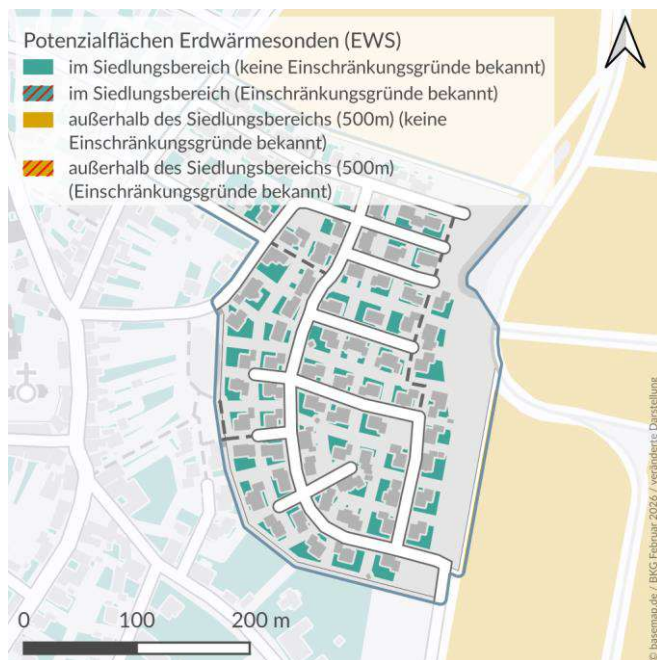 Potenzialflächen Erdwärmesonden (EWS)
im Siedlungsbereich (keine Einschränkungsgründe bekannt)
im Siedlungsbereich (Einschränkungsgründe bekannt)
außerhalb des Siedlungsbereichs (500m) (keine
Einschränkungsgründe bekannt)
außerhalb des Siedlungsbereichs (500m)
(Einschränkungsgründe bekannt)
0 100 200 m
© basemap.de / BKG Februar 2026 / veränderte Darstellung